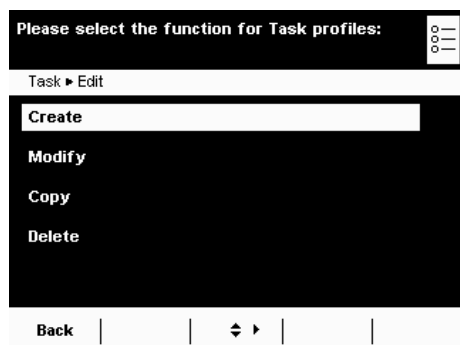 Please select the function for Task profiles:
Task ▸ Edit
Create
Modify
Copy
Delete
Back